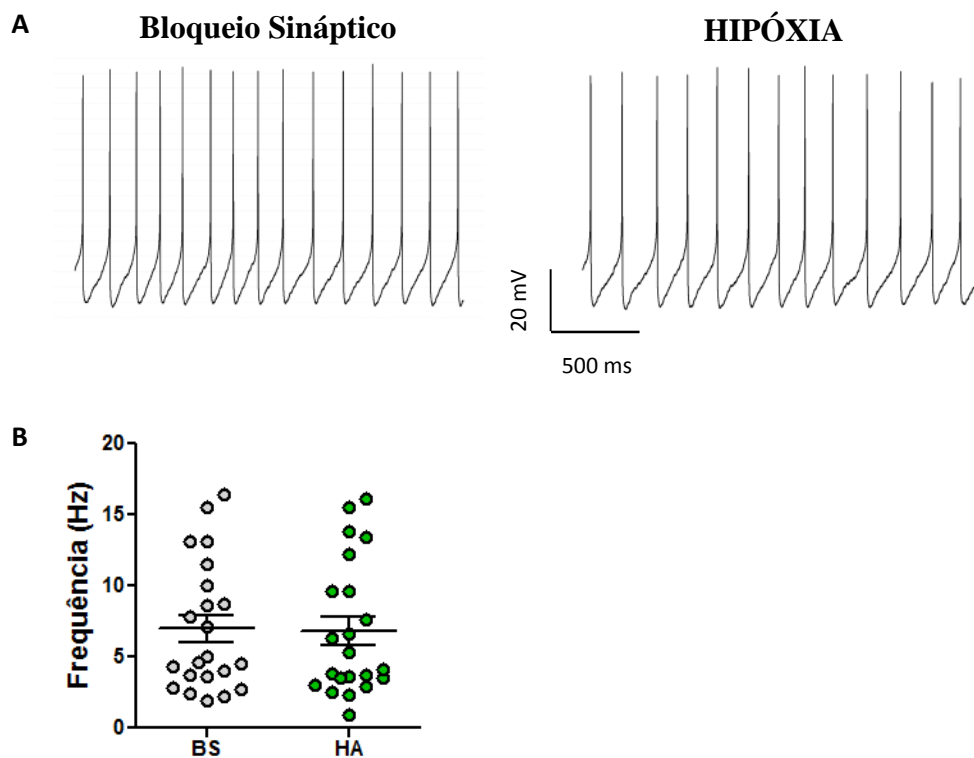 A
Bloqueio Sináptico
HIPÓXIA
20 mV
500 ms
B
Frequência (Hz)
20
15
10
5
0
BS
HA